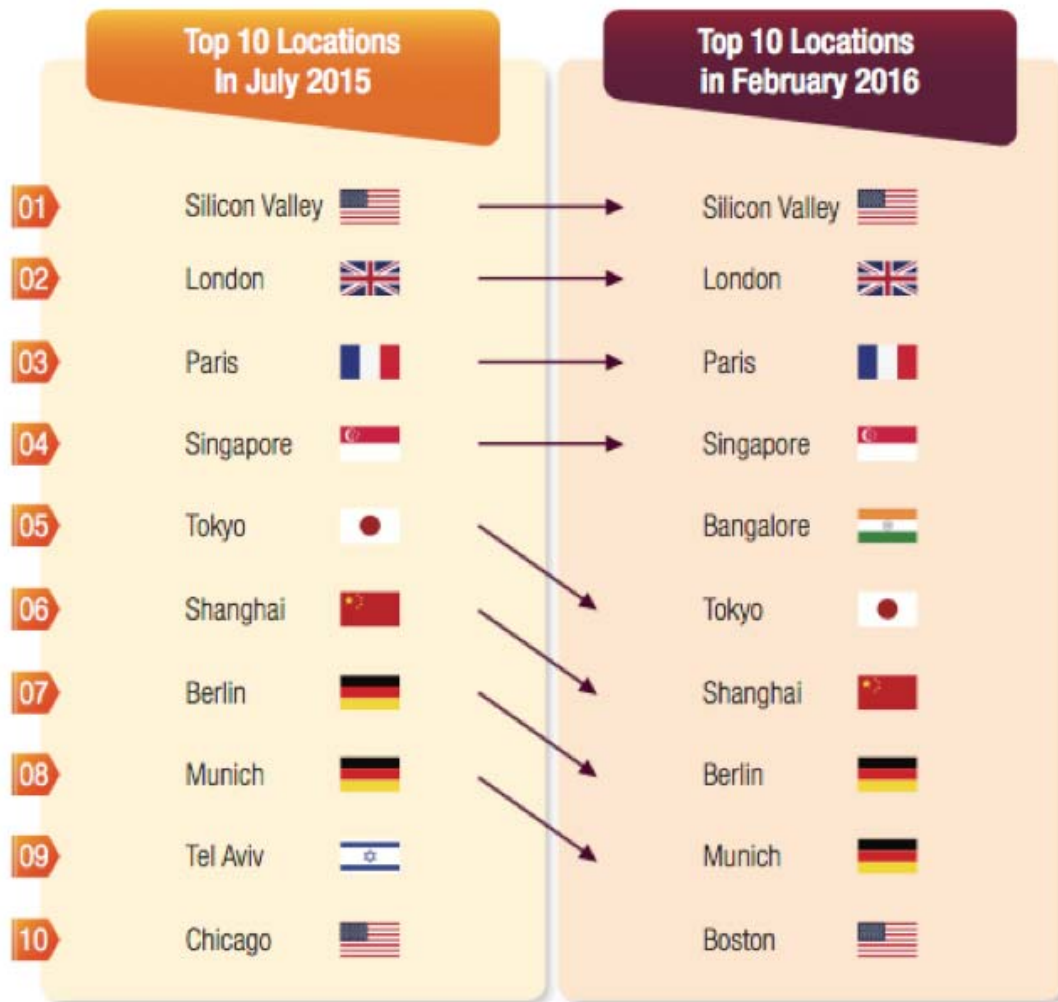 Top 10 Locations
In July 2015
Top 10 Locations
in February 2016
01 Silicon Valley Silicon Valley
02 London London
03 Paris Paris
04 Singapore Singapore
05 Tokyo Bangalore
06 Shanghai Tokyo
07 Berlin Shanghai
08 Munich Berlin
09 Tel Aviv Munich
10 Chicago Boston